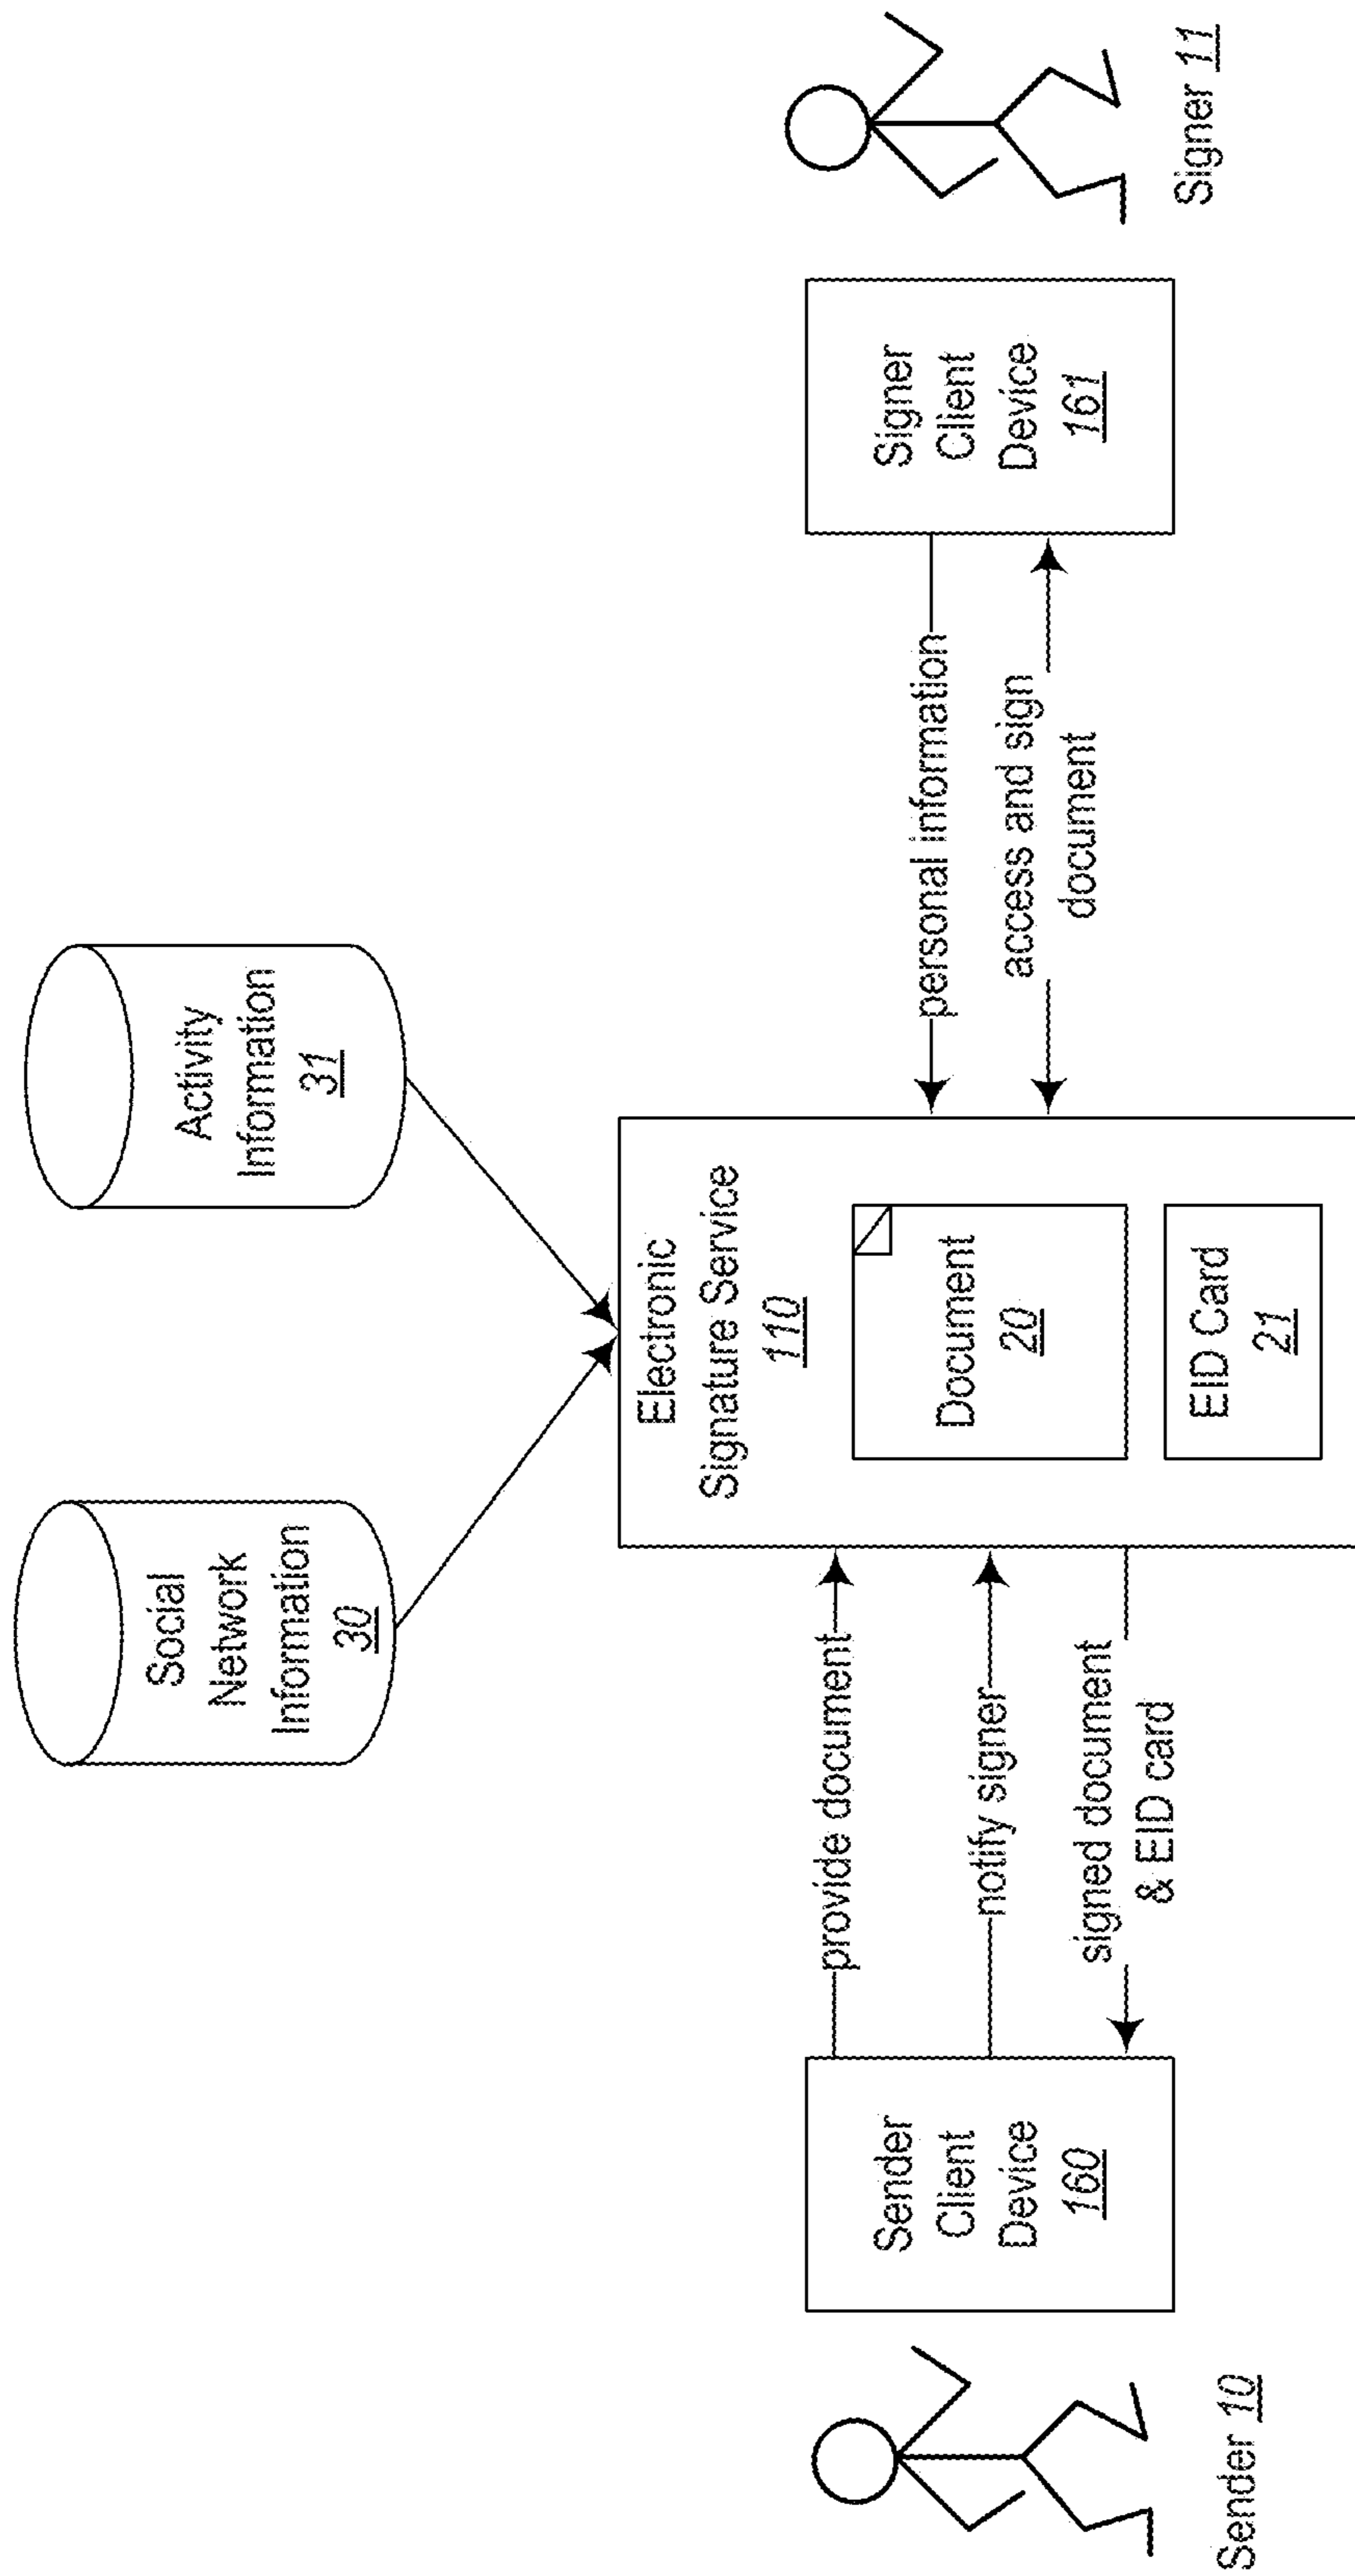 Social
Network
Information
30
Activity
Information
31
Electronic
Signature Service
110
Document
20
EID Card
21
Sender
Client
Device
160
provide document
notify signer
signed document
& EID card
personal information
access and sign
document
Signer
Client
Device
161
Sender 10
Signer 11